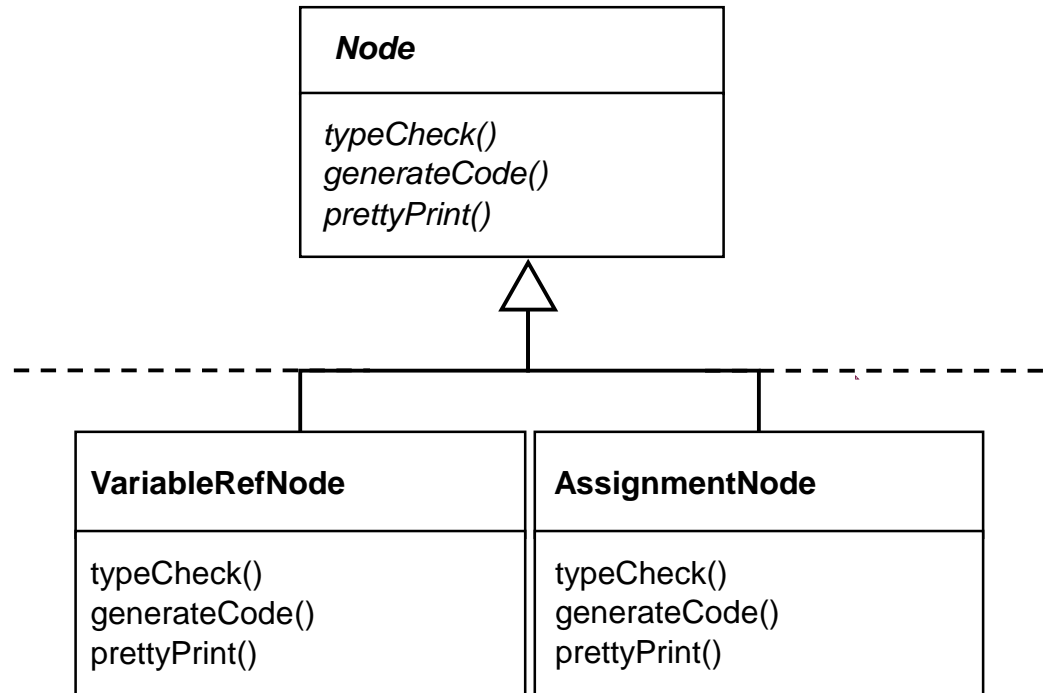 Node
typeCheck()
generateCode()
prettyPrint()
VariableRefNode
typeCheck()
generateCode()
prettyPrint()
AssignmentNode
typeCheck()
generateCode()
prettyPrint()